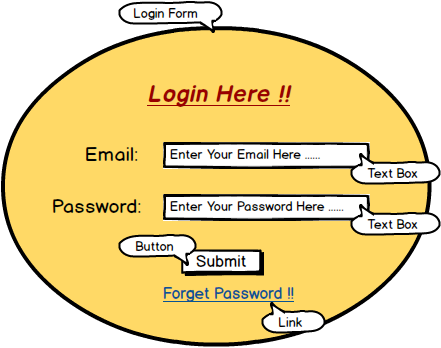 Login Form
Login Here !!
Email:
Enter Your Email Here ......
Text Box
Password:
Enter Your Password Here ......
Text Box
Button
Submit
Forget Password !!
Link